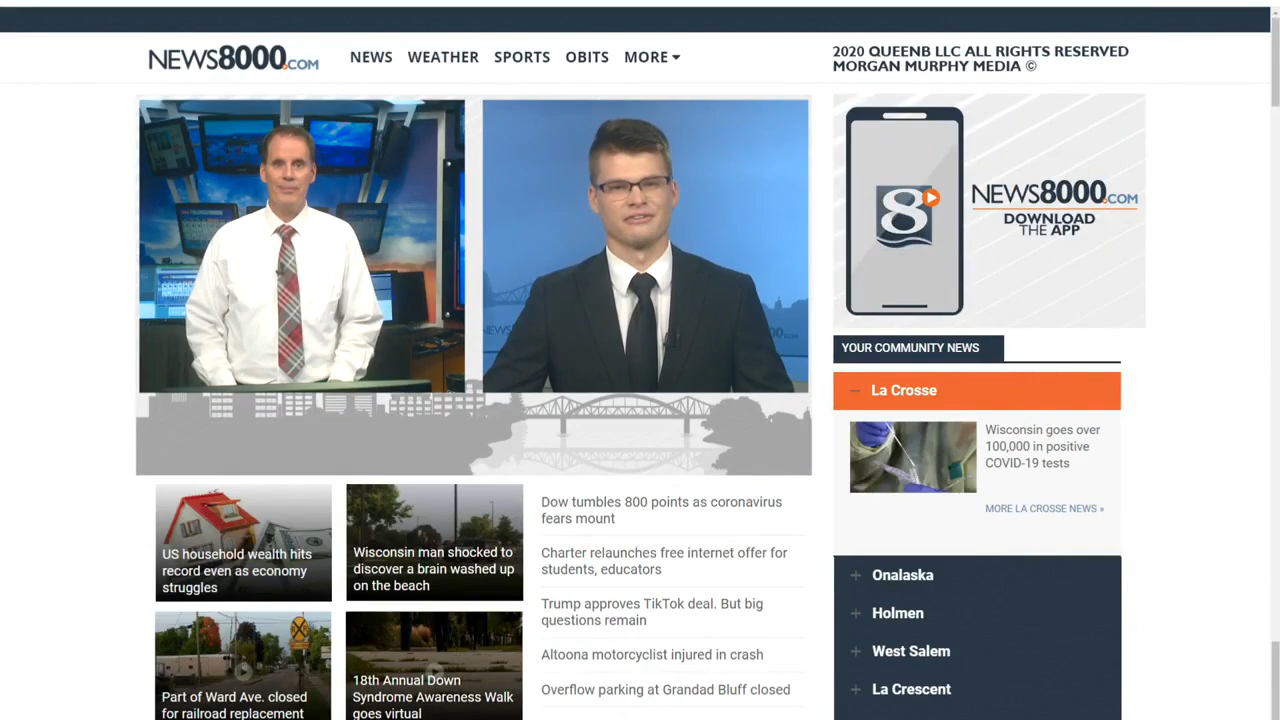 NEWS8000.COM
NEWS
WEATHER
SPORTS
OBITS
MORE
2020 QUEENB LLC ALL RIGHTS RESERVED
MORGAN MURPHY MEDIA ©
8
NEWS8000.COM
DOWNLOAD
THE APP
YOUR COMMUNITY NEWS
La Crosse
Wisconsin goes over
100,000 in positive
COVID-19 tests
MORE LA CROSSE NEWS »
Onalaska
Holmen
West Salem
La Crescent
US household wealth hits
record even as economy
struggles
Wisconsin man shocked to
discover a brain washed up
on the beach
Part of Ward Ave. closed
for railroad replacement
18th Annual Down
Syndrome Awareness Walk
goes virtual
Dow tumbles 800 points as coronavirus
fears mount
Charter relaunches free internet offer for
students, educators
Trump approves TikTok deal. But big
questions remain
Altoona motorcyclist injured in crash
Overflow parking at Grandad Bluff closed